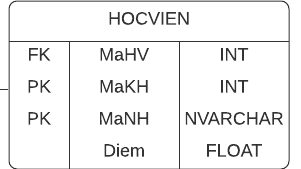 HOCVIEN
FK MaHV INT
PK MaKH INT
PK MaNH NVARCHAR
Diem FLOAT